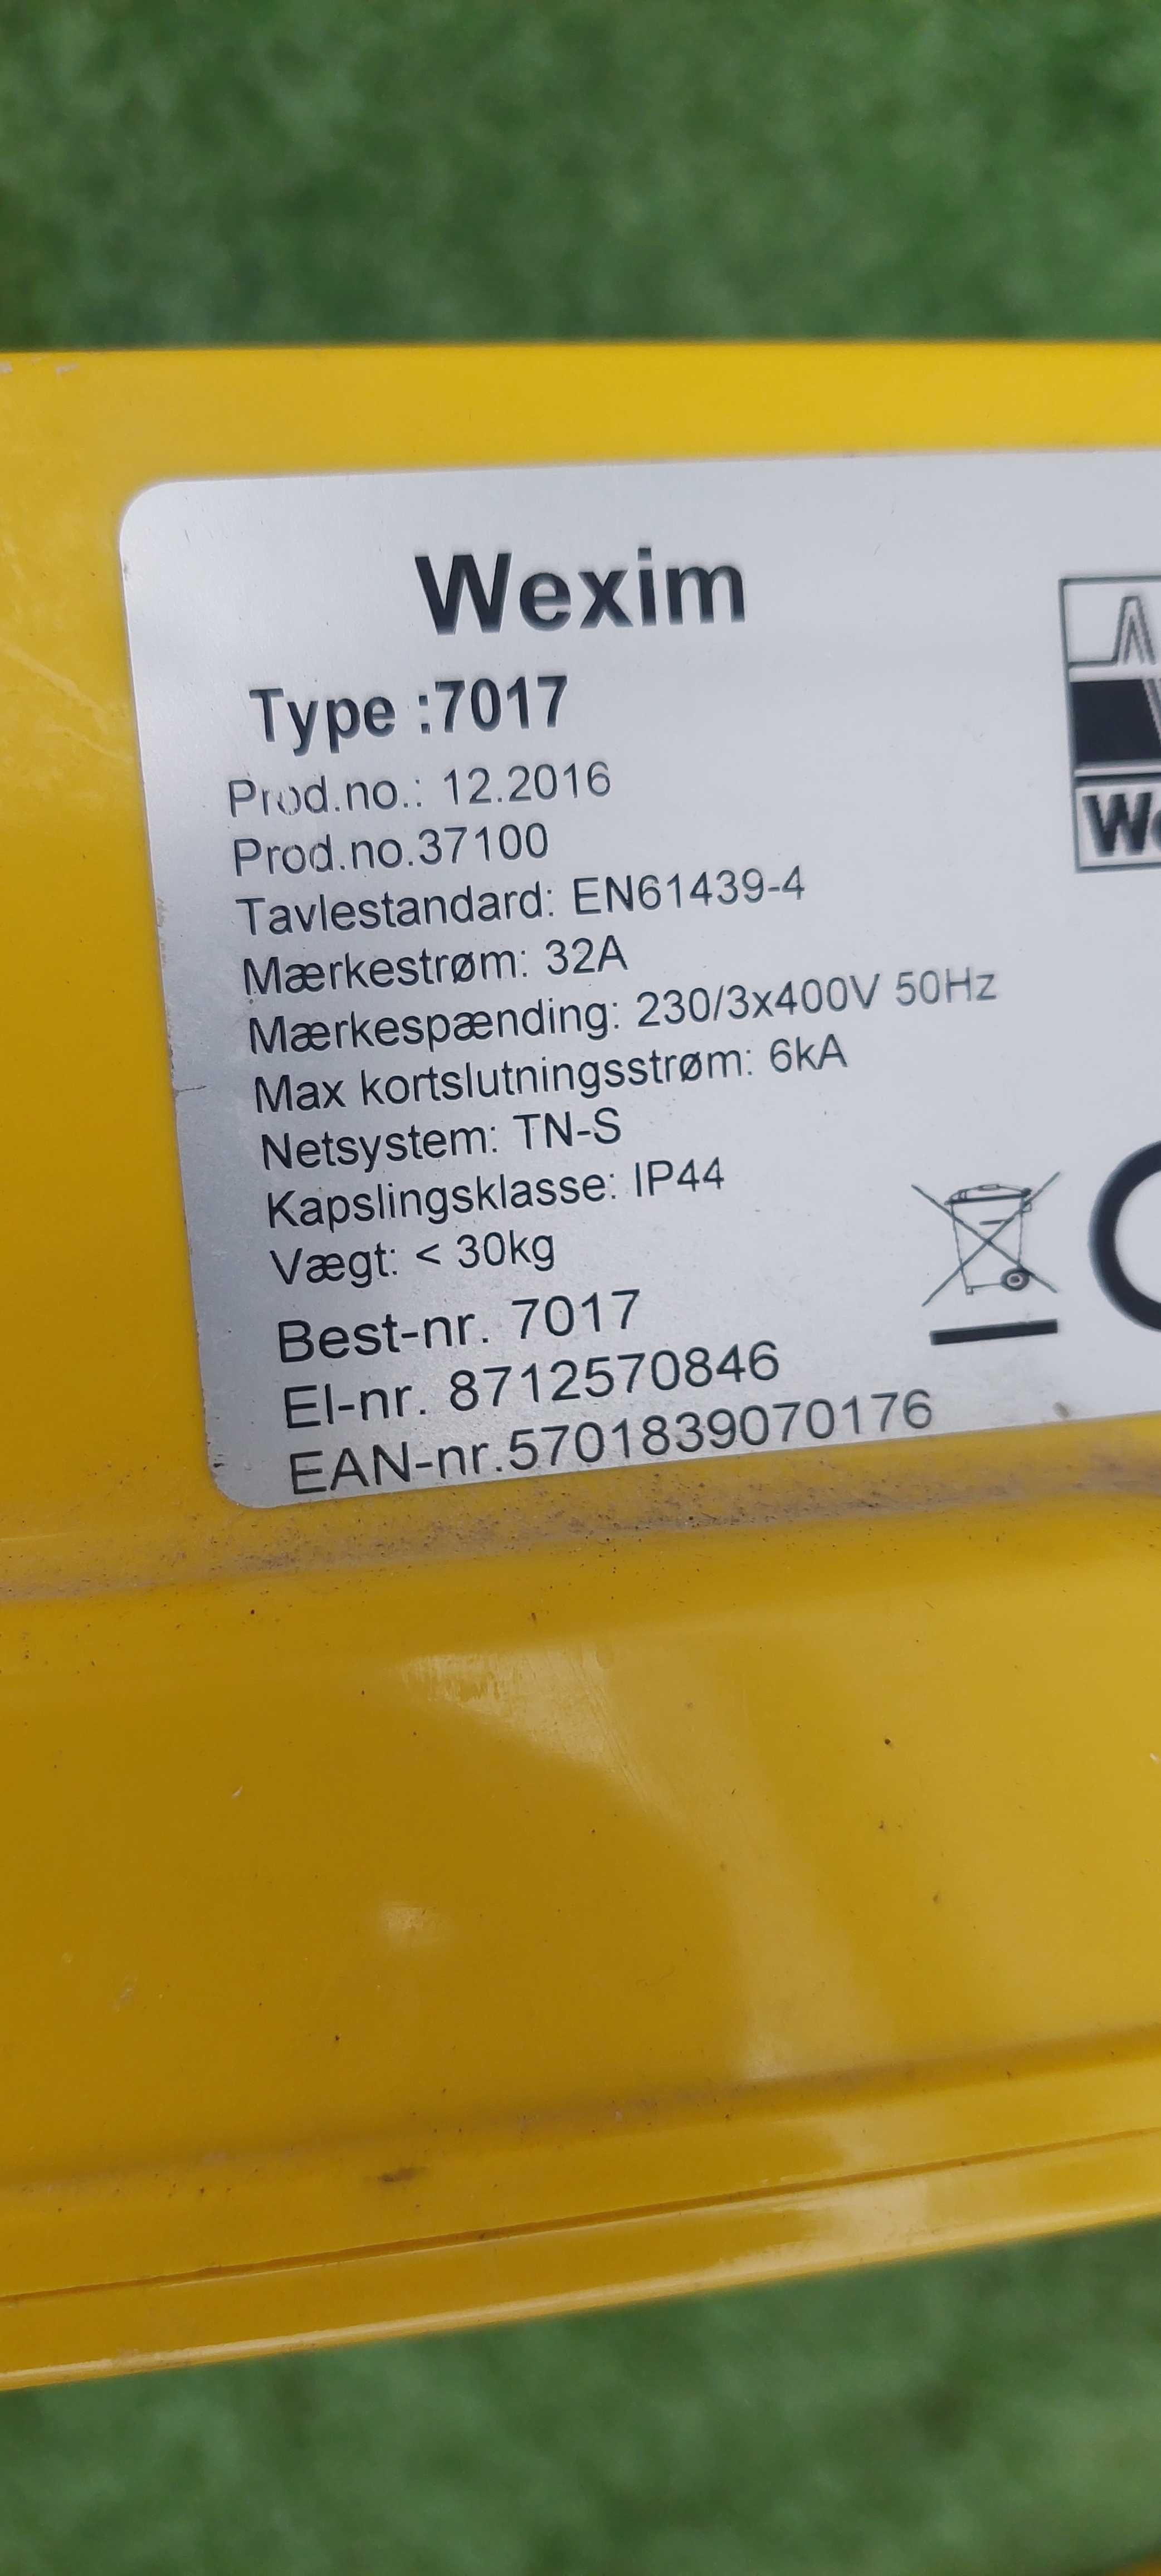 Wexim
Type :7017
Prod.no.: 12.2016
Prod.no.37100
Tavlestandard: EN61439-4
Mærkestrøm: 32A
Mærkespænding: 230/3x400V 50Hz
Max kortslutningsstrøm: 6kA
Netsystem: TN-S
Kapslingsklasse: IP44
Vægt: < 30kg
Best-nr. 7017
El-nr. 8712570846
EAN-nr.5701839070176